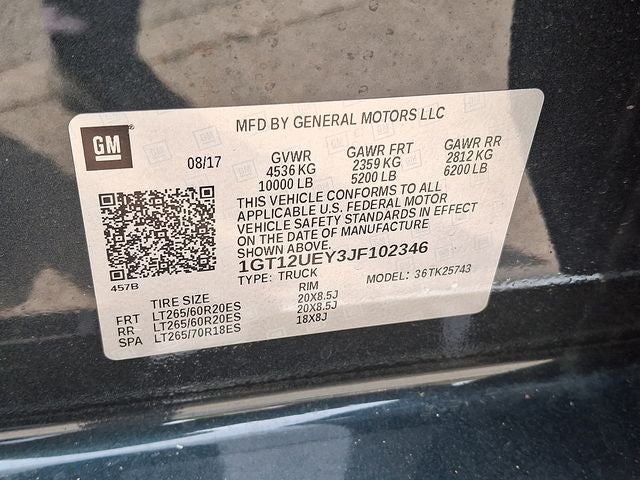 MFD BY GENERAL MOTORS LLC
GM
08/17
GVWR
4536 KG
10000 LB
GAWR FRT
2359 KG
5200 LB
GAWR RR
2812 KG
6200 LB
THIS VEHICLE CONFORMS TO ALL
APPLICABLE U.S. FEDERAL MOTOR
VEHICLE SAFETY STANDARDS IN EFFECT
ON THE DATE OF MANUFACTURE
SHOWN ABOVE.
1GT12UEY3JF102346
TYPE: TRUCK MODEL: 36TK25743
457B
TIRE SIZE RIM
FRT LT265/60R20ES 20X8.5J
RR LT265/60R20ES 20X8.5J
SPA LT265/70R18ES 18X8J